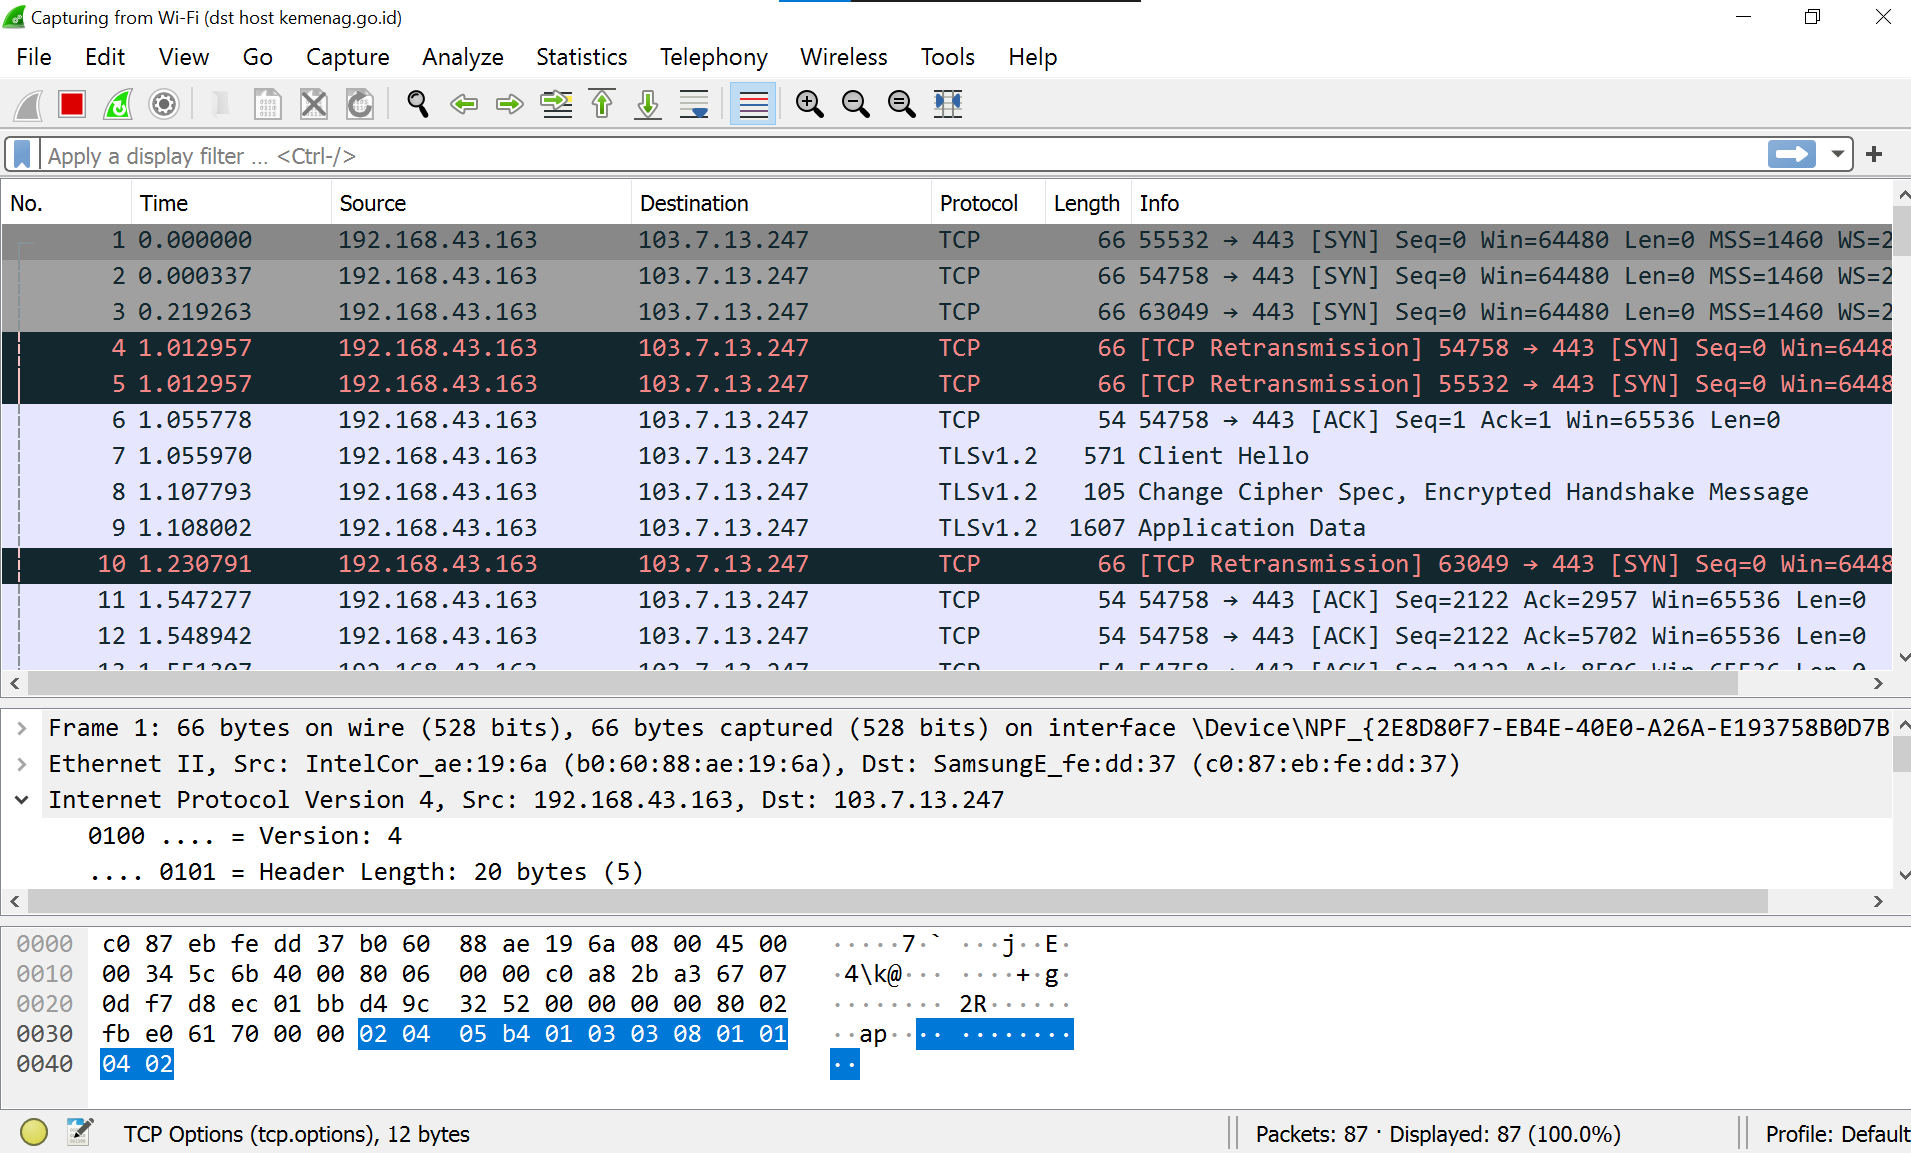 Capturing from Wi-Fi (dst host kemenag.go.id)
File Edit View Go Capture Analyze Statistics Telephony Wireless Tools Help
Apply a display filter ... <Ctrl-/>
No. Time Source Destination Protocol Length Info
1 0.000000 192.168.43.163 103.7.13.247 TCP 66 55532 → 443 [SYN] Seq=0 Win=64480 Len=0 MSS=1460 WS=2
2 0.000337 192.168.43.163 103.7.13.247 TCP 66 54758 → 443 [SYN] Seq=0 Win=64480 Len=0 MSS=1460 WS=2
3 0.219263 192.168.43.163 103.7.13.247 TCP 66 63049 → 443 [SYN] Seq=0 Win=64480 Len=0 MSS=1460 WS=2
4 1.012957 192.168.43.163 103.7.13.247 TCP 66 [TCP Retransmission] 54758 → 443 [SYN] Seq=0 Win=6448
5 1.012957 192.168.43.163 103.7.13.247 TCP 66 [TCP Retransmission] 55532 → 443 [SYN] Seq=0 Win=6448
6 1.055778 192.168.43.163 103.7.13.247 TCP 54 54758 → 443 [ACK] Seq=1 Ack=1 Win=65536 Len=0
7 1.055970 192.168.43.163 103.7.13.247 TLSv1.2 571 Client Hello
8 1.107793 192.168.43.163 103.7.13.247 TLSv1.2 105 Change Cipher Spec, Encrypted Handshake Message
9 1.108002 192.168.43.163 103.7.13.247 TLSv1.2 1607 Application Data
10 1.230791 192.168.43.163 103.7.13.247 TCP 66 [TCP Retransmission] 63049 → 443 [SYN] Seq=0 Win=6448
11 1.547277 192.168.43.163 103.7.13.247 TCP 54 54758 → 443 [ACK] Seq=2122 Ack=2957 Win=65536 Len=0
12 1.548942 192.168.43.163 103.7.13.247 TCP 54 54758 → 443 [ACK] Seq=2122 Ack=5702 Win=65536 Len=0
Frame 1: 66 bytes on wire (528 bits), 66 bytes captured (528 bits) on interface \Device\NPF_{2E8D80F7-EB4E-40E0-A26A-E193758B0D7B
Ethernet II, Src: IntelCor_ae:19:6a (b0:60:88:ae:19:6a), Dst: SamsungE_fe:dd:37 (c0:87:eb:fe:dd:37)
Internet Protocol Version 4, Src: 192.168.43.163, Dst: 103.7.13.247
0100 .... = Version: 4
.... 0101 = Header Length: 20 bytes (5)
0000 c0 87 eb fe dd 37 b0 60 88 ae 19 6a 08 00 45 00 ·····7·` ···j··E·
0010 00 34 5c 6b 40 00 80 06 00 00 c0 a8 2b a3 67 07 ·4\k@··· ····+·g·
0020 0d f7 d8 ec 01 bb d4 9c 32 52 00 00 00 00 80 02 ········ 2R······
0030 fb e0 61 70 00 00 02 04 05 b4 01 03 03 08 01 01 ··ap···· ········
0040 04 02 ··
TCP Options (tcp.options), 12 bytes
Packets: 87 · Displayed: 87 (100.0%)
Profile: Default